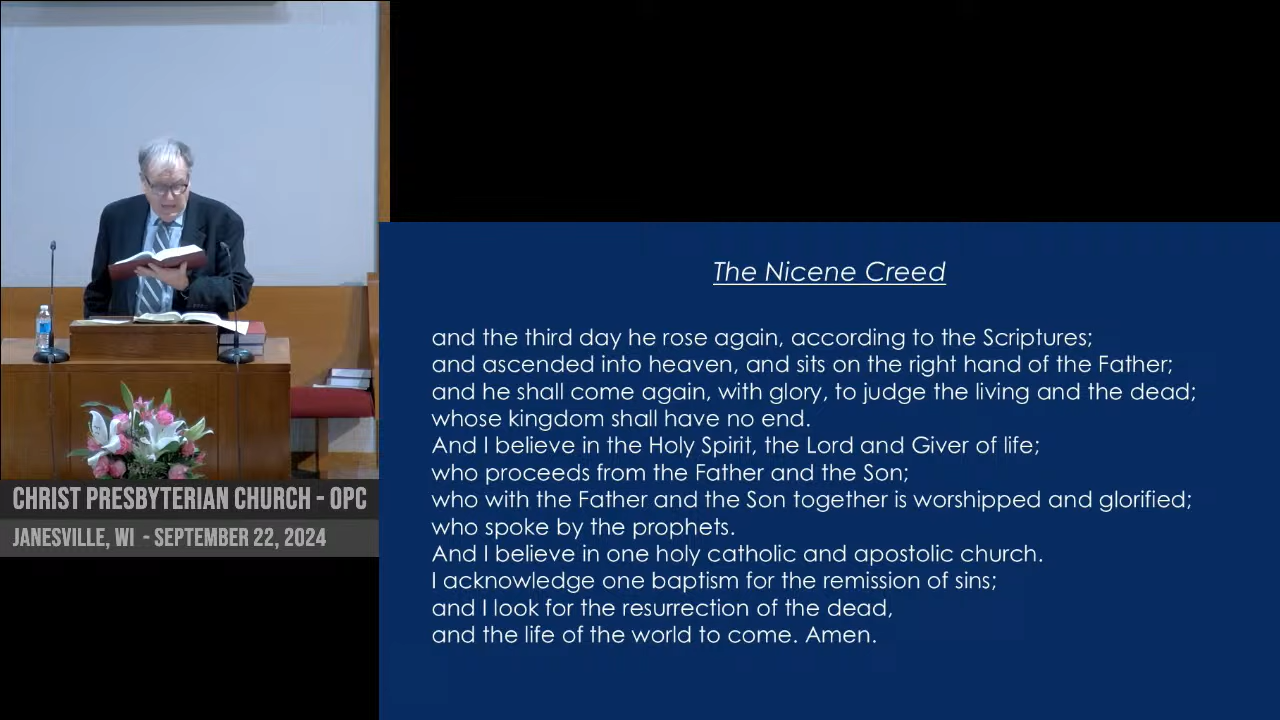 CHRIST PRESBYTERIAN CHURCH - OPC
JANESVILLE, WI - SEPTEMBER 22, 2024
The Nicene Creed
and the third day he rose again, according to the Scriptures;
and ascended into heaven, and sits on the right hand of the Father;
and he shall come again, with glory, to judge the living and the dead;
whose kingdom shall have no end.
And I believe in the Holy Spirit, the Lord and Giver of life;
who proceeds from the Father and the Son;
who with the Father and the Son together is worshipped and glorified;
who spoke by the prophets.
And I believe in one holy catholic and apostolic church.
I acknowledge one baptism for the remission of sins;
and I look for the resurrection of the dead,
and the life of the world to come. Amen.